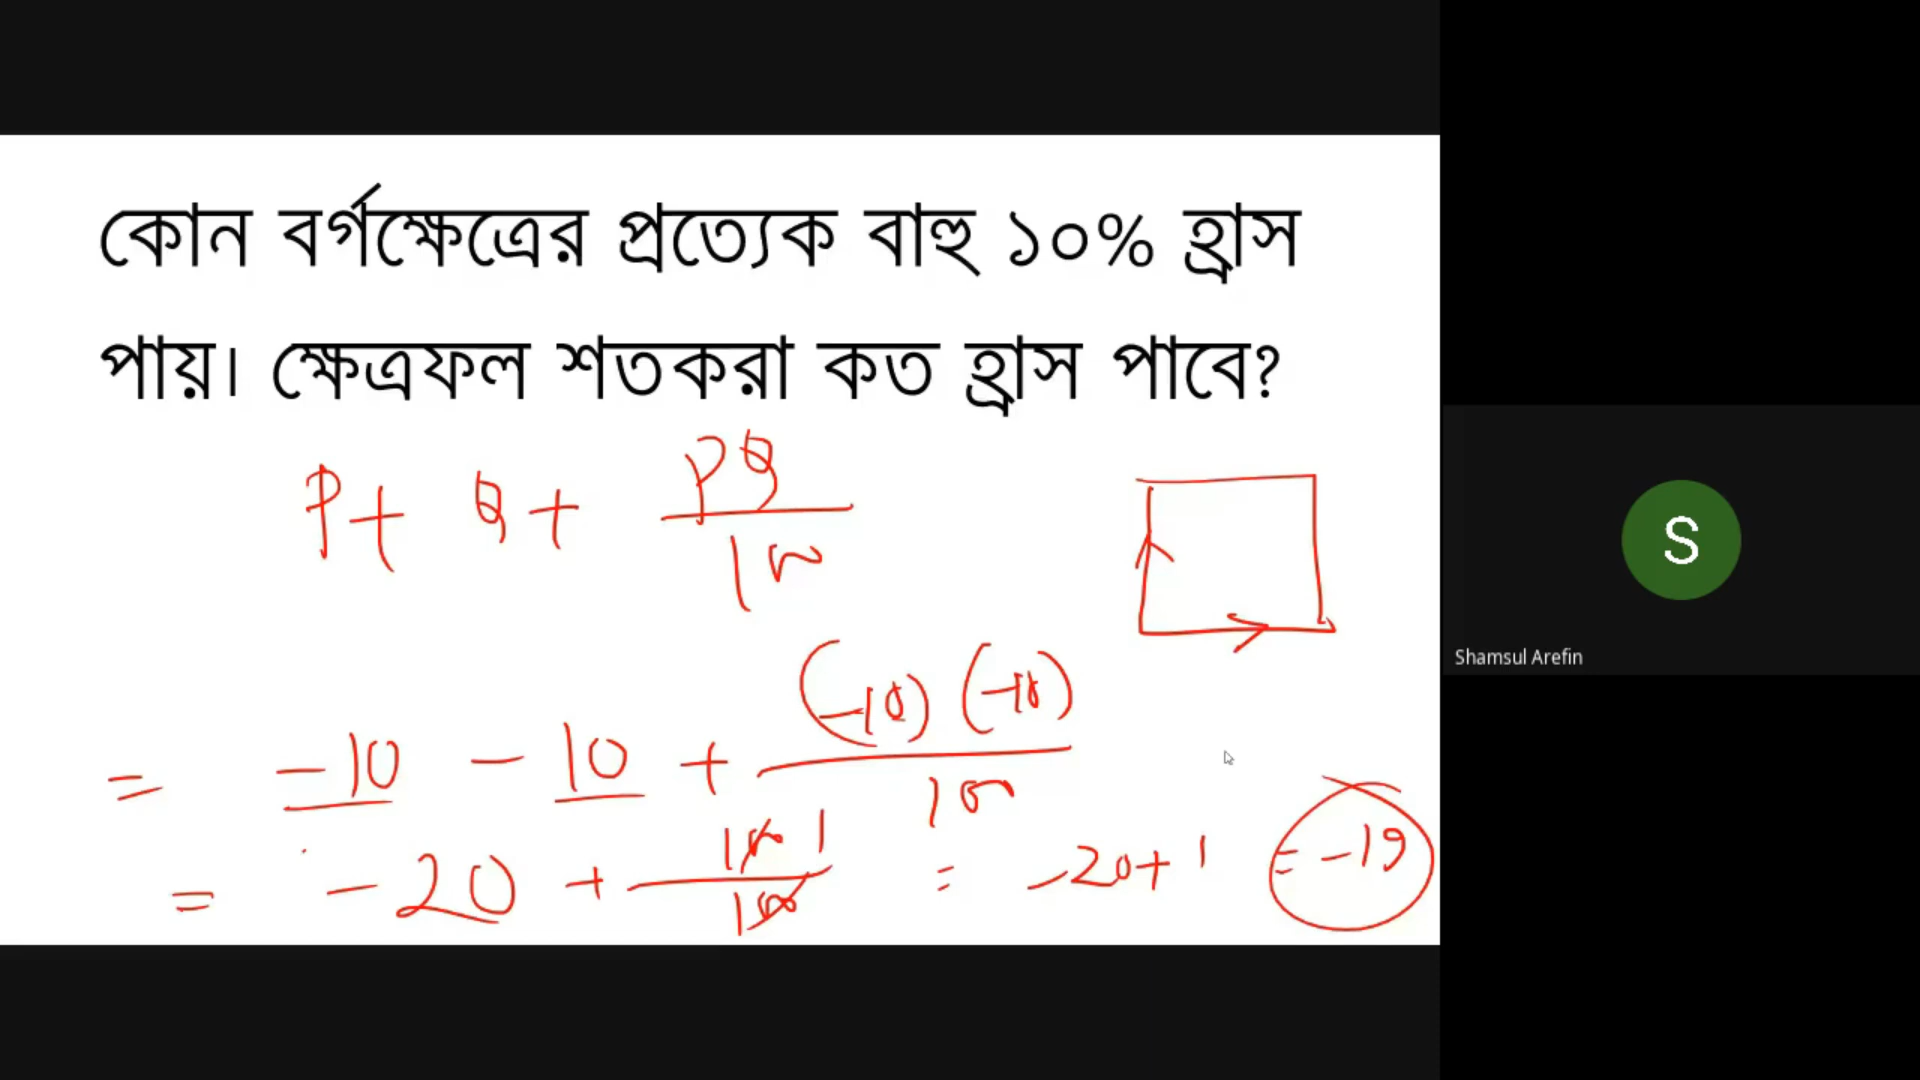 কোন বর্গক্ষেত্রের প্রত্যেক বাহু ১০% হ্রাস
পায়। ক্ষেত্রফল শতকরা কত হ্রাস পাবে?
P + Q + PQ/100
= -10 - 10 + (-10)(-10)/100
= -20 + 100/100 1 = -20 + 1 = -19
S
Shamsul Arefin